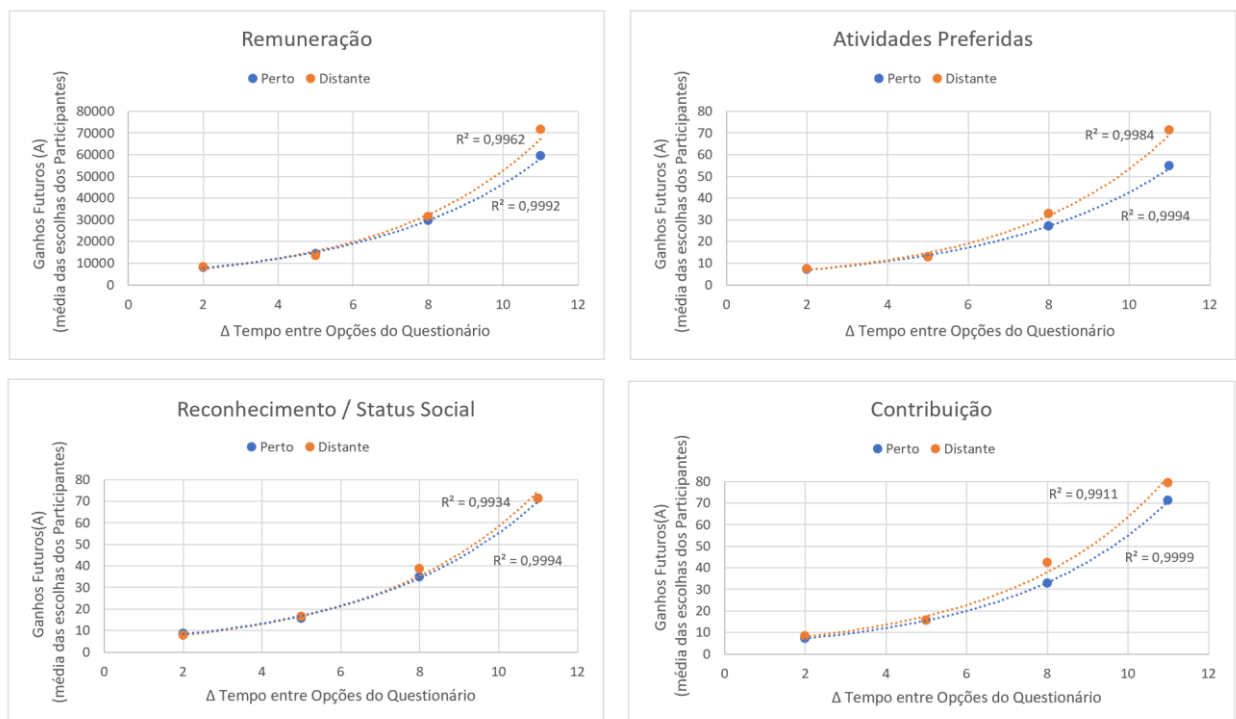 Remuneração
Perto Distante
Ganhos Futuros (A)
(média das escolhas dos Participantes)
80000
70000
60000
50000
40000
30000
20000
10000
0
R² = 0,9962
R² = 0,9992
0 2 4 6 8 10 12
Δ Tempo entre Opções do Questionário
Atividades Preferidas
Perto Distante
Ganhos Futuros (A)
(média das escolhas dos Participantes)
80
70
60
50
40
30
20
10
0
R² = 0,9984
R² = 0,9994
0 2 4 6 8 10 12
Δ Tempo entre Opções do Questionário
Reconhecimento / Status Social
Perto Distante
Ganhos Futuros(A)
(média das escolhas dos Participantes)
80
70
60
50
40
30
20
10
0
R² = 0,9934
R² = 0,9994
0 2 4 6 8 10 12
Δ Tempo entre Opções do Questionário
Contribuição
Perto Distante
Ganhos Futuros(A)
(média das escolhas dos Participantes)
80
70
60
50
40
30
20
10
0
R² = 0,9911
R² = 0,9999
0 2 4 6 8 10 12
Δ Tempo entre Opções do Questionário